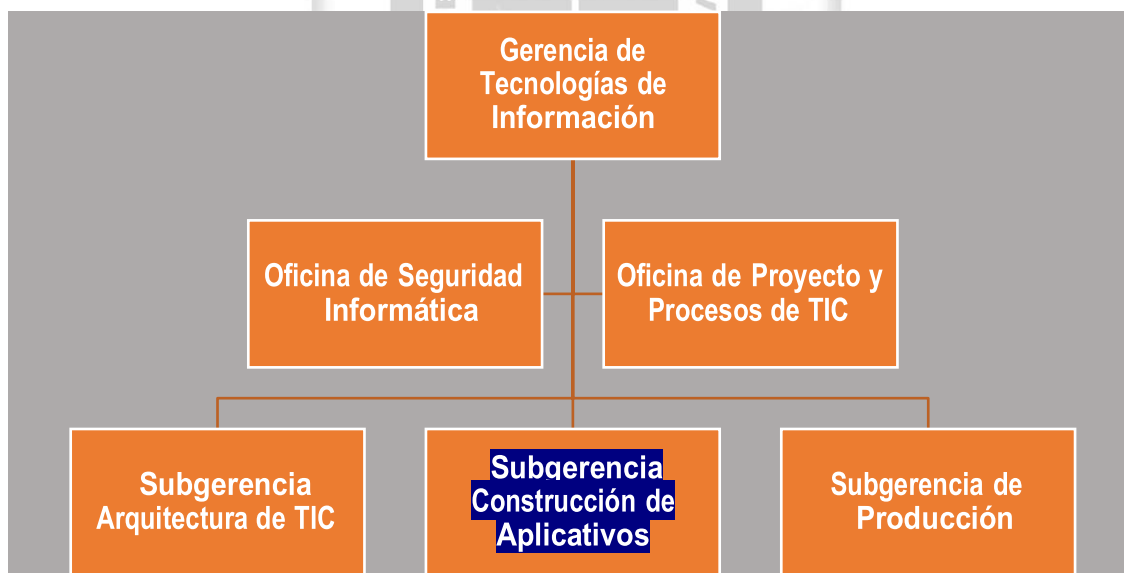 Gerencia de
Tecnologías de
Información
Oficina de Seguridad
Informática
Oficina de Proyecto y
Procesos de TIC
Subgerencia
Arquitectura de TIC
Subgerencia
Construcción de
Aplicativos
Subgerencia de
Producción